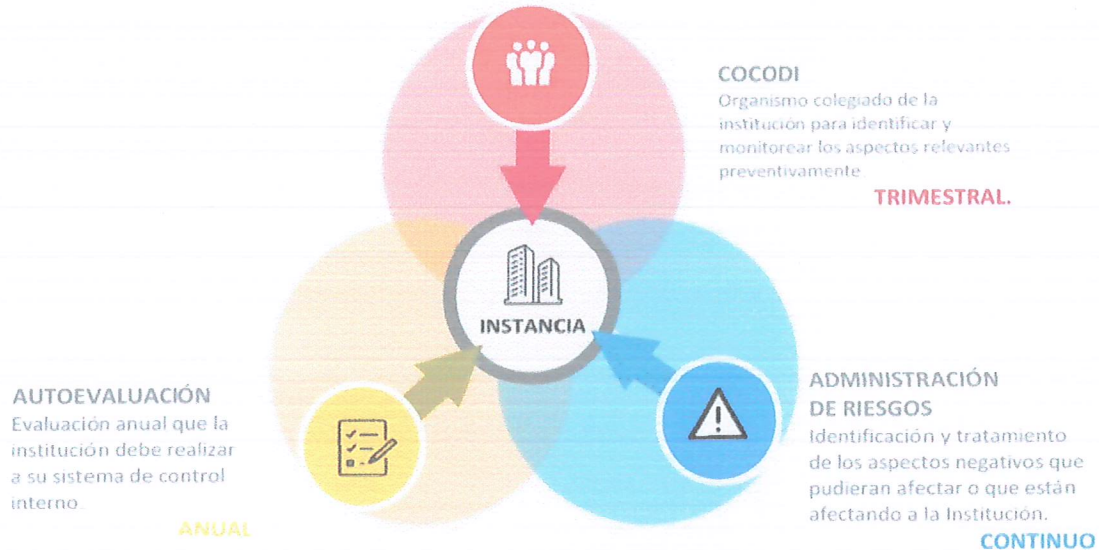 COCODI
Organismo colegiado de la
institución para identificar y
monitorear los aspectos relevantes
preventivamente.
TRIMESTRAL.
INSTANCIA
AUTOEVALUACIÓN
Evaluación anual que la
institución debe realizar
a su sistema de control
interno.
ANUAL
ADMINISTRACIÓN
DE RIESGOS
Identificación y tratamiento
de los aspectos negativos que
pudieran afectar o que están
afectando a la Institución.
CONTINUO